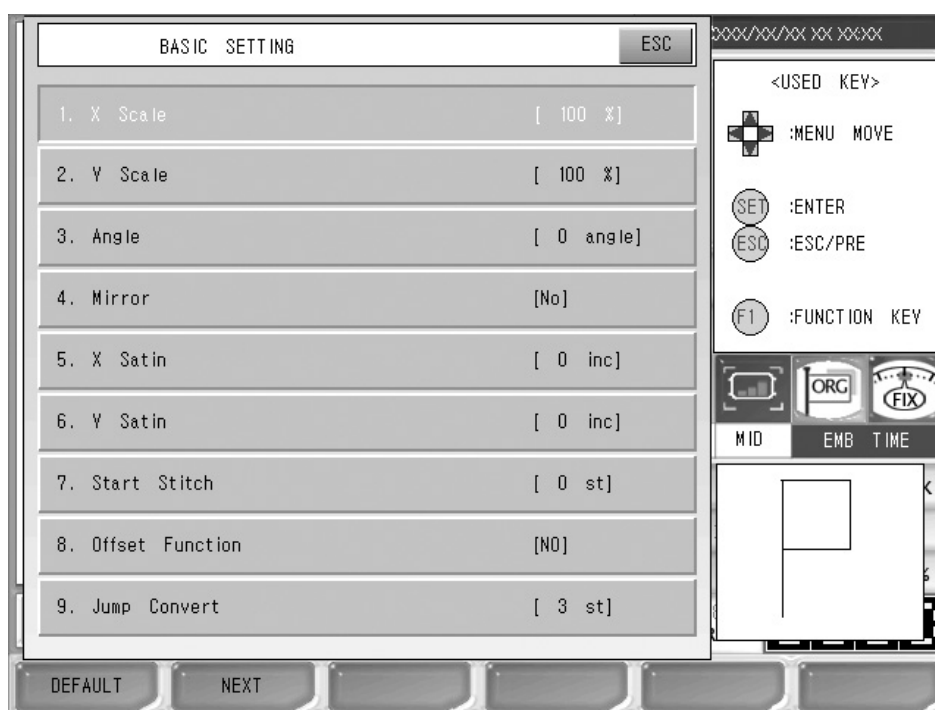 BASIC SETTING
ESC
1. X Scale [ 100 %]
2. Y Scale [ 100 %]
3. Angle [ 0 angle]
4. Mirror [No]
5. X Satin [ 0 inc]
6. Y Satin [ 0 inc]
7. Start Stitch [ 0 st]
8. Offset Function [NO]
9. Jump Convert [ 3 st]
DEFAULT
NEXT
XXXX/XX/XX XX XX:XX
<USED KEY>
:MENU MOVE
SET :ENTER
ESC :ESC/PRE
F1 :FUNCTION KEY
ORG
FIX
MID
EMB TIME